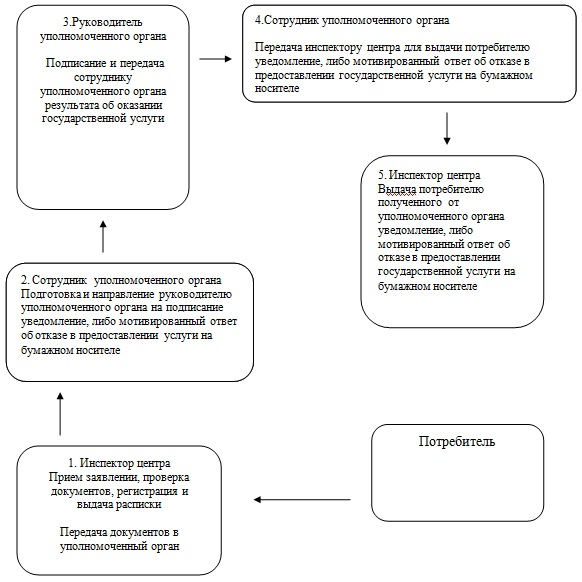 3.Руководитель
уполномоченного органа
Подписание и передача
сотруднику
уполномоченного органа
результата об оказании
государственной услуги
4.Сотрудник уполномоченного органа
Передача инспектору центра для выдачи потребителю
уведомление, либо мотивированный ответ об отказе в
предоставлении государственной услуги на бумажном
носителе
5. Инспектор центра
Выдача потребителю
полученного от
уполномоченного органа
уведомление, либо
мотивированный ответ об
отказе в предоставлении
государственной услуги на
бумажном носителе
2. Сотрудник уполномоченного органа
Подготовка и направление руководителю
уполномоченного органа на подписание
уведомление, либо мотивированный ответ
об отказе в предоставлении услуги на
бумажном носителе
1. Инспектор центра
Прием заявлении, проверка
документов, регистрация и
выдача расписки
Передача документов в
уполномоченный орган
Потребитель